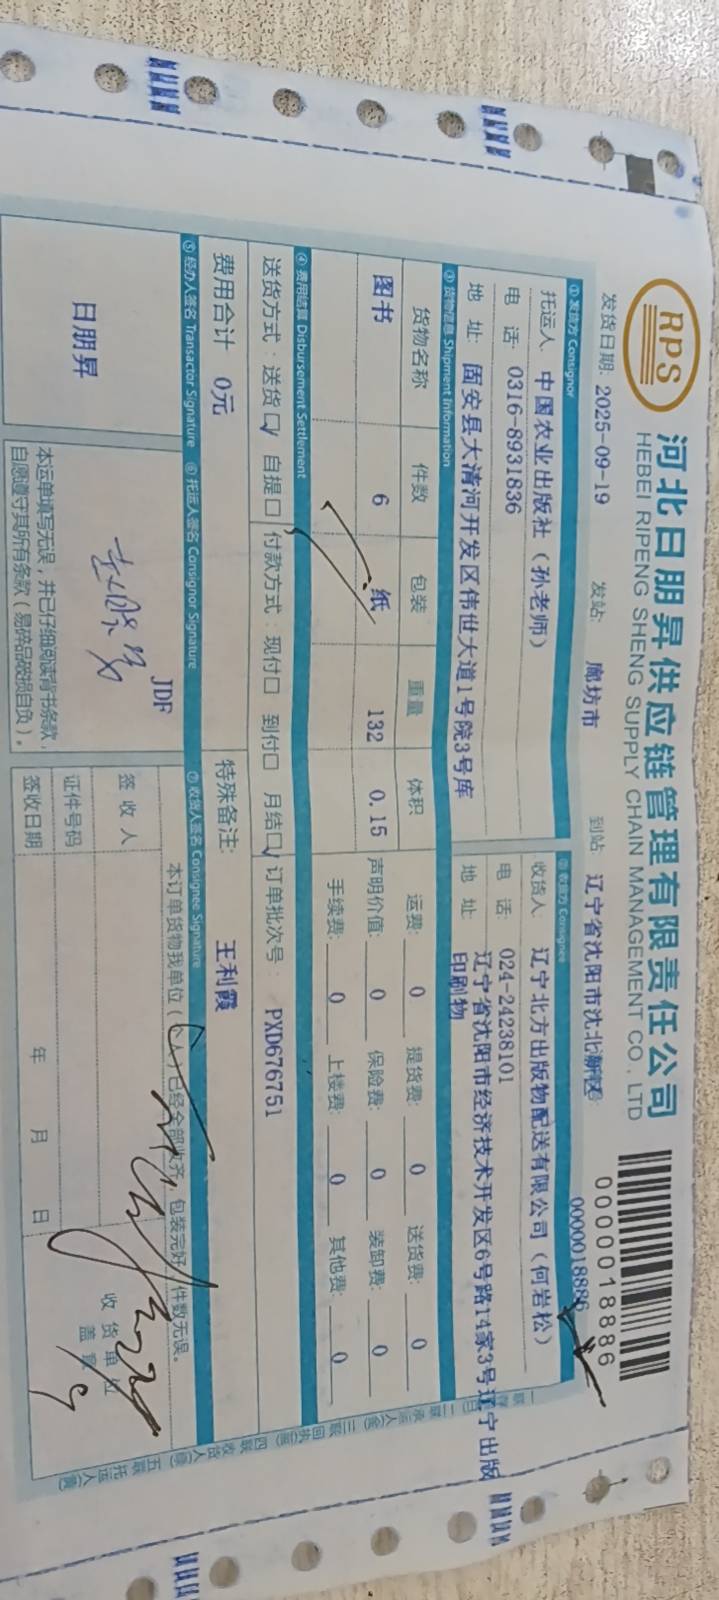 RPS
河北日朋昇供应链管理有限责任公司
HEBEI RIPENG SHENG SUPPLY CHAIN MANAGEMENT CO.,LTD
0000018886
0000018886
发货日期: 2025-09-19 发站: 廊坊市 到站: 辽宁省沈阳市沈北新区
① 发货方 Consignor ② 收货方 Consignee
托运人 中国农业出版社（孙老师） 收货人 辽宁北方出版物配送有限公司（何岩松）
电 话: 0316-8931836 电 话: 024-24238101
地 址: 固安县大清河开发区伟世大道1号院3号库 地 址: 辽宁省沈阳市经济技术开发区6号路14家3号辽宁出版
印刷物
③ 货物信息 Shipment Information
货物名称 件数 包装 重量 体积 运费: 0 提货费: 0 送货费: 0
图书 6 纸 132 0.15 声明价值: 0 保险费: 0 装卸费: 0
手续费: 0 上楼费: 0 其他费: 0
④ 费用结算 Disbursement Settlement
送货方式: 送货☑ 自提□ 付款方式: 现付□ 到付□ 月结☑ 订单批次号: PXD676751
费用合计 0元 特殊备注: 王利霞
⑤ 经办人签名 Transactor Signature ⑥ 托运人签名 Consignor Signature ⑦ 收货人签名 Consignee Signature
日朋昇
JDF
本运单填写无误，并已仔细阅读背书条款，
自愿遵守其所有条款（易碎品破损自负）。
本订单货物我单位（个人）已经全部收齐，包装完好，件数无误。
签 收 人
证件号码
签收日期 年 月 日
收货单位
盖章